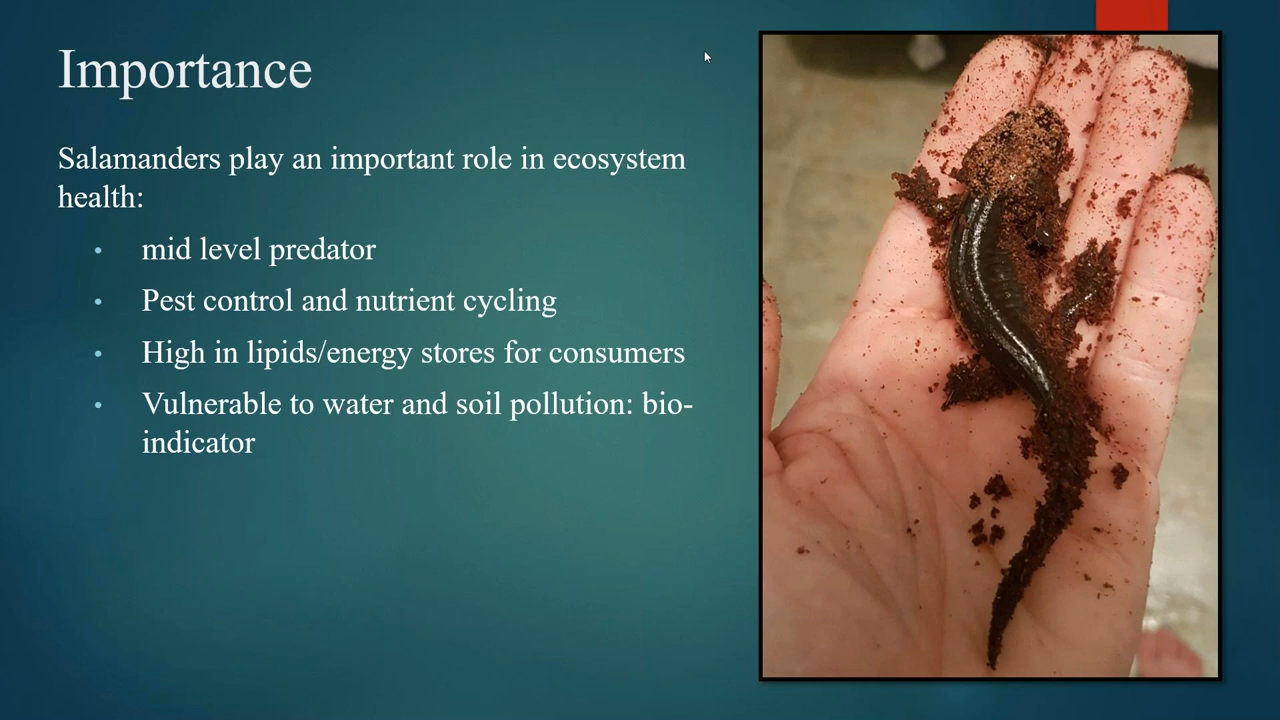 Importance
Salamanders play an important role in ecosystem
health:
• mid level predator
• Pest control and nutrient cycling
• High in lipids/energy stores for consumers
• Vulnerable to water and soil pollution: bio-
indicator